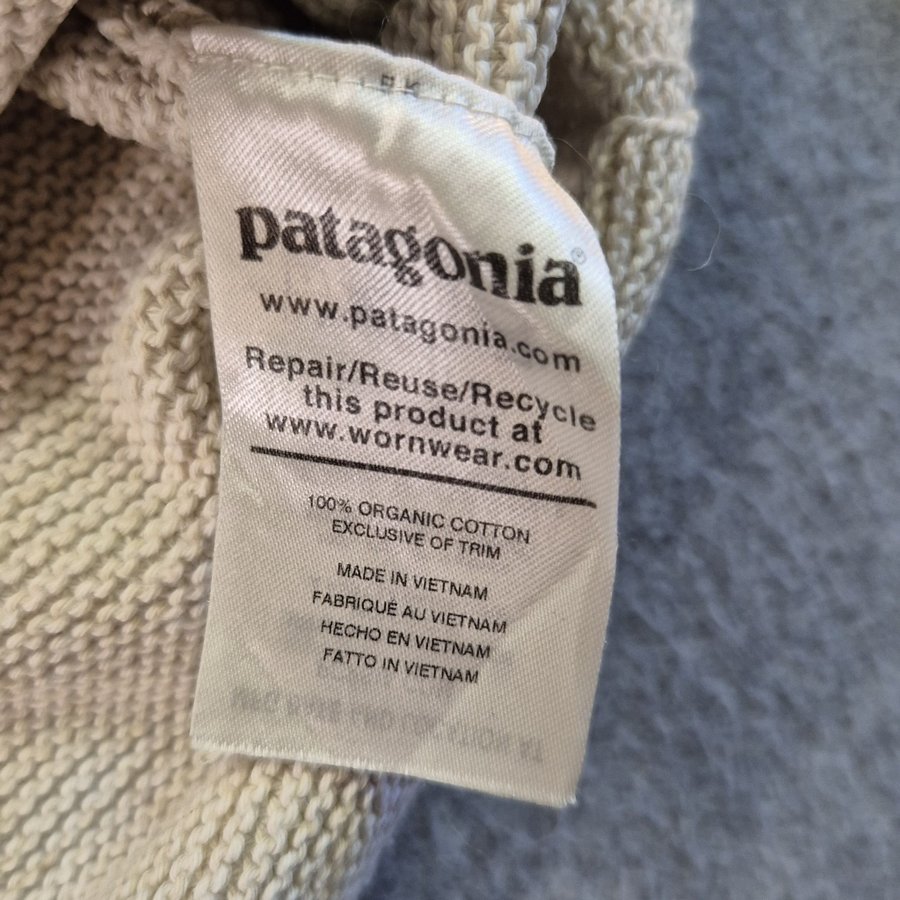 patagonia®
www.patagonia.com
Repair/Reuse/Recycle
this product at
www.wornwear.com
100% ORGANIC COTTON
EXCLUSIVE OF TRIM
MADE IN VIETNAM
FABRIQUÉ AU VIETNAM
HECHO EN VIETNAM
FATTO IN VIETNAM